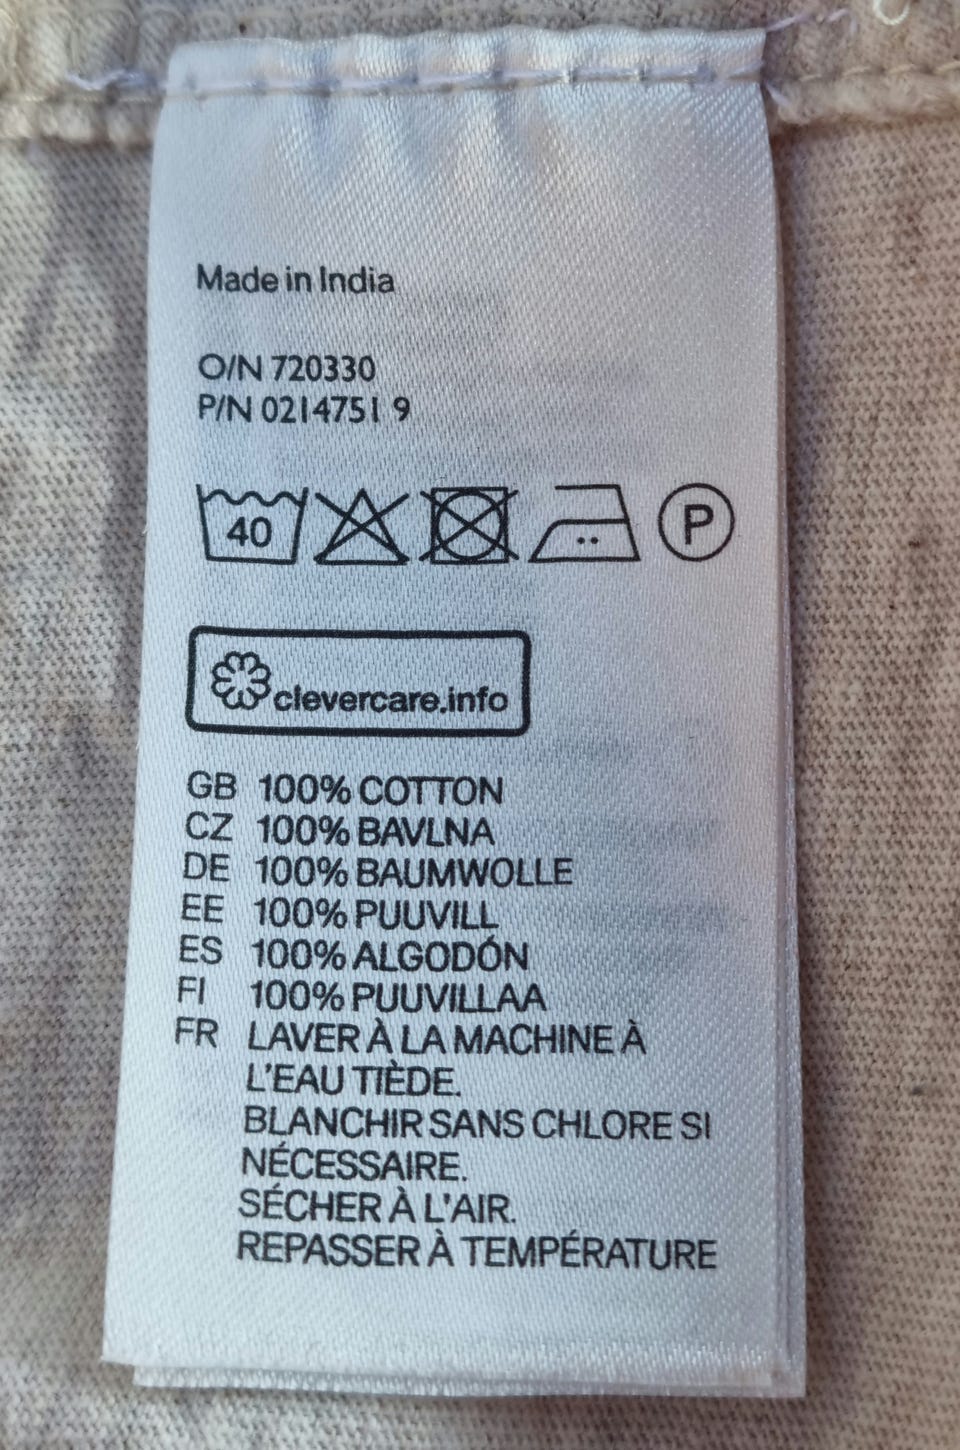 Made in India
O/N 720330
P/N 0214751 9
40
P
clevercare.info
GB 100% COTTON
CZ 100% BAVLNA
DE 100% BAUMWOLLE
EE 100% PUUVILL
ES 100% ALGODÓN
FI 100% PUUVILLAA
FR LAVER À LA MACHINE À
L'EAU TIÈDE.
BLANCHIR SANS CHLORE SI
NÉCESSAIRE.
SÉCHER À L'AIR.
REPASSER À TEMPÉRATURE